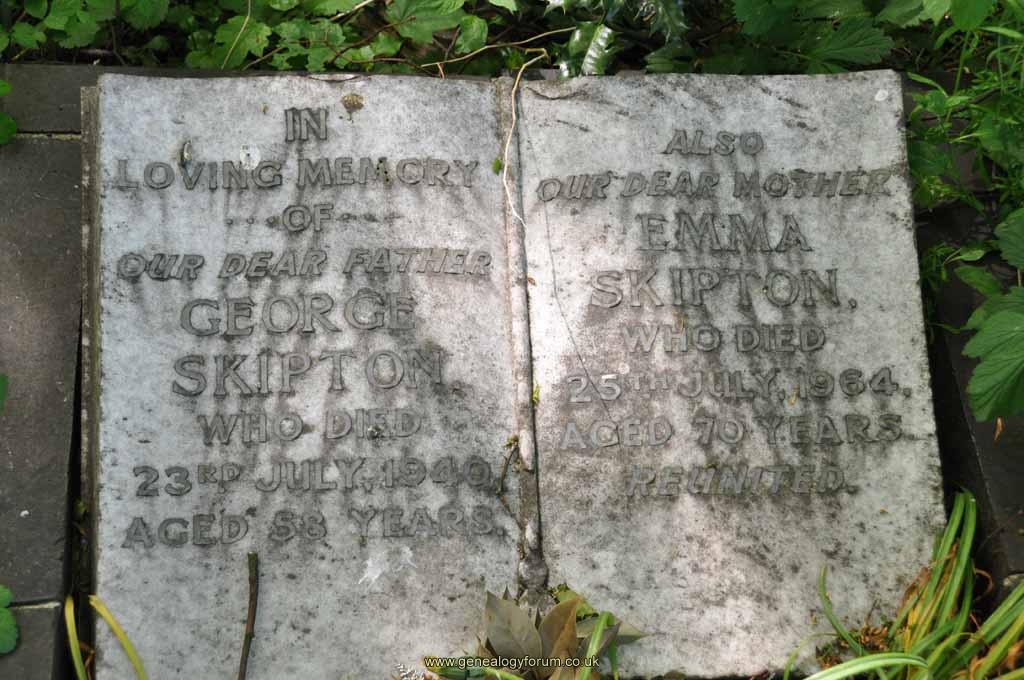 IN
LOVING MEMORY
OF
OUR DEAR FATHER
GEORGE
SKIPTON.
WHO DIED
23RD JULY, 1940,
AGED 58 YEARS.
ALSO
OUR DEAR MOTHER
EMMA
SKIPTON,
WHO DIED
25TH JULY, 1964.
AGED 70 YEARS
REUNITED.
www.genealogyforum.co.uk